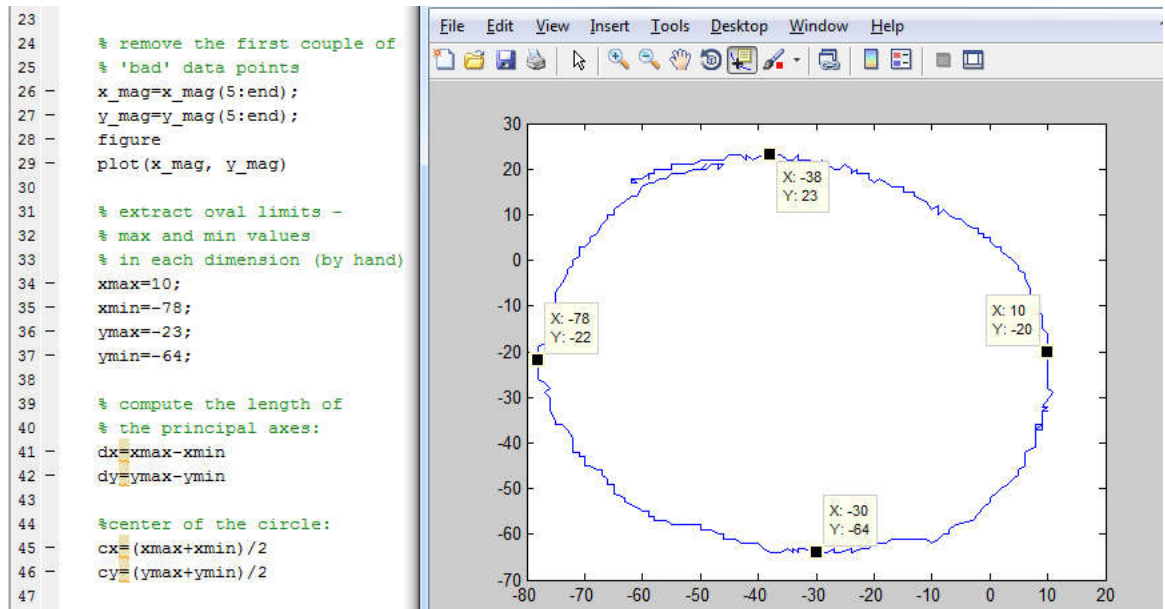 23
24 % remove the first couple of
25 % 'bad' data points
26 – x_mag=x_mag(5:end);
27 – y_mag=y_mag(5:end);
28 – figure
29 – plot(x_mag, y_mag)
30
31 % extract oval limits –
32 % max and min values
33 % in each dimension (by hand)
34 – xmax=10;
35 – xmin=-78;
36 – ymax=-23;
37 – ymin=-64;
38
39 % compute the length of
40 % the principal axes:
41 – dx=xmax-xmin
42 – dy=ymax-ymin
43
44 %center of the circle:
45 – cx=(xmax+xmin)/2
46 – cy=(ymax+ymin)/2
47
File Edit View Insert Tools Desktop Window Help
30
20
10
0
-10
-20
-30
-40
-50
-60
-70
X: -38
Y: 23
X: -78
Y: -22
X: 10
Y: -20
X: -30
Y: -64
-80 -70 -60 -50 -40 -30 -20 -10 0 10 20